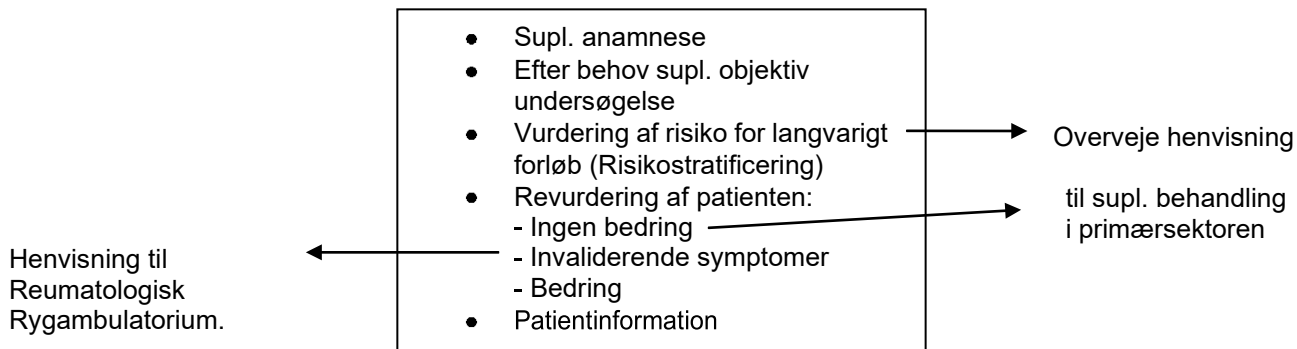 Supl. anamnese
Efter behov supl. objektiv
undersøgelse
Vurdering af risiko for langvarigt
forløb (Risikostratificering)
Revurdering af patienten:
- Ingen bedring
- Invaliderende symptomer
- Bedring
Patientinformation
Overveje henvisning
til supl. behandling
i primærsektoren
Henvisning til
Reumatologisk
Rygambulatorium.